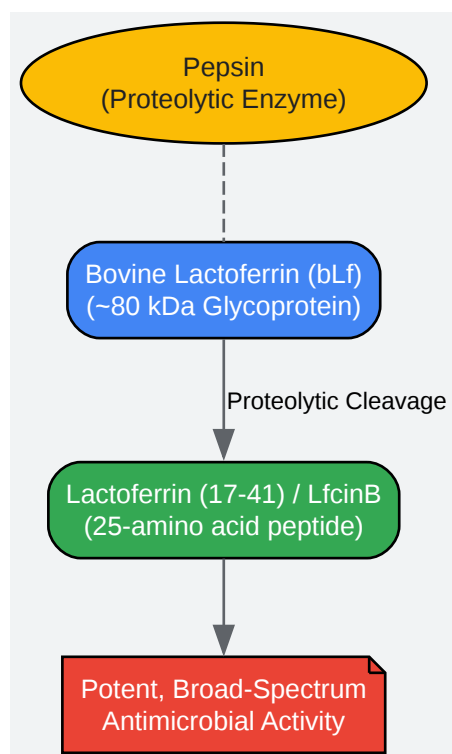 Pepsin
(Proteolytic Enzyme)
Bovine Lactoferrin (bLf)
(~80 kDa Glycoprotein)
Proteolytic Cleavage
Lactoferrin (17-41) / LfcinB
(25-amino acid peptide)
Potent, Broad-Spectrum
Antimicrobial Activity